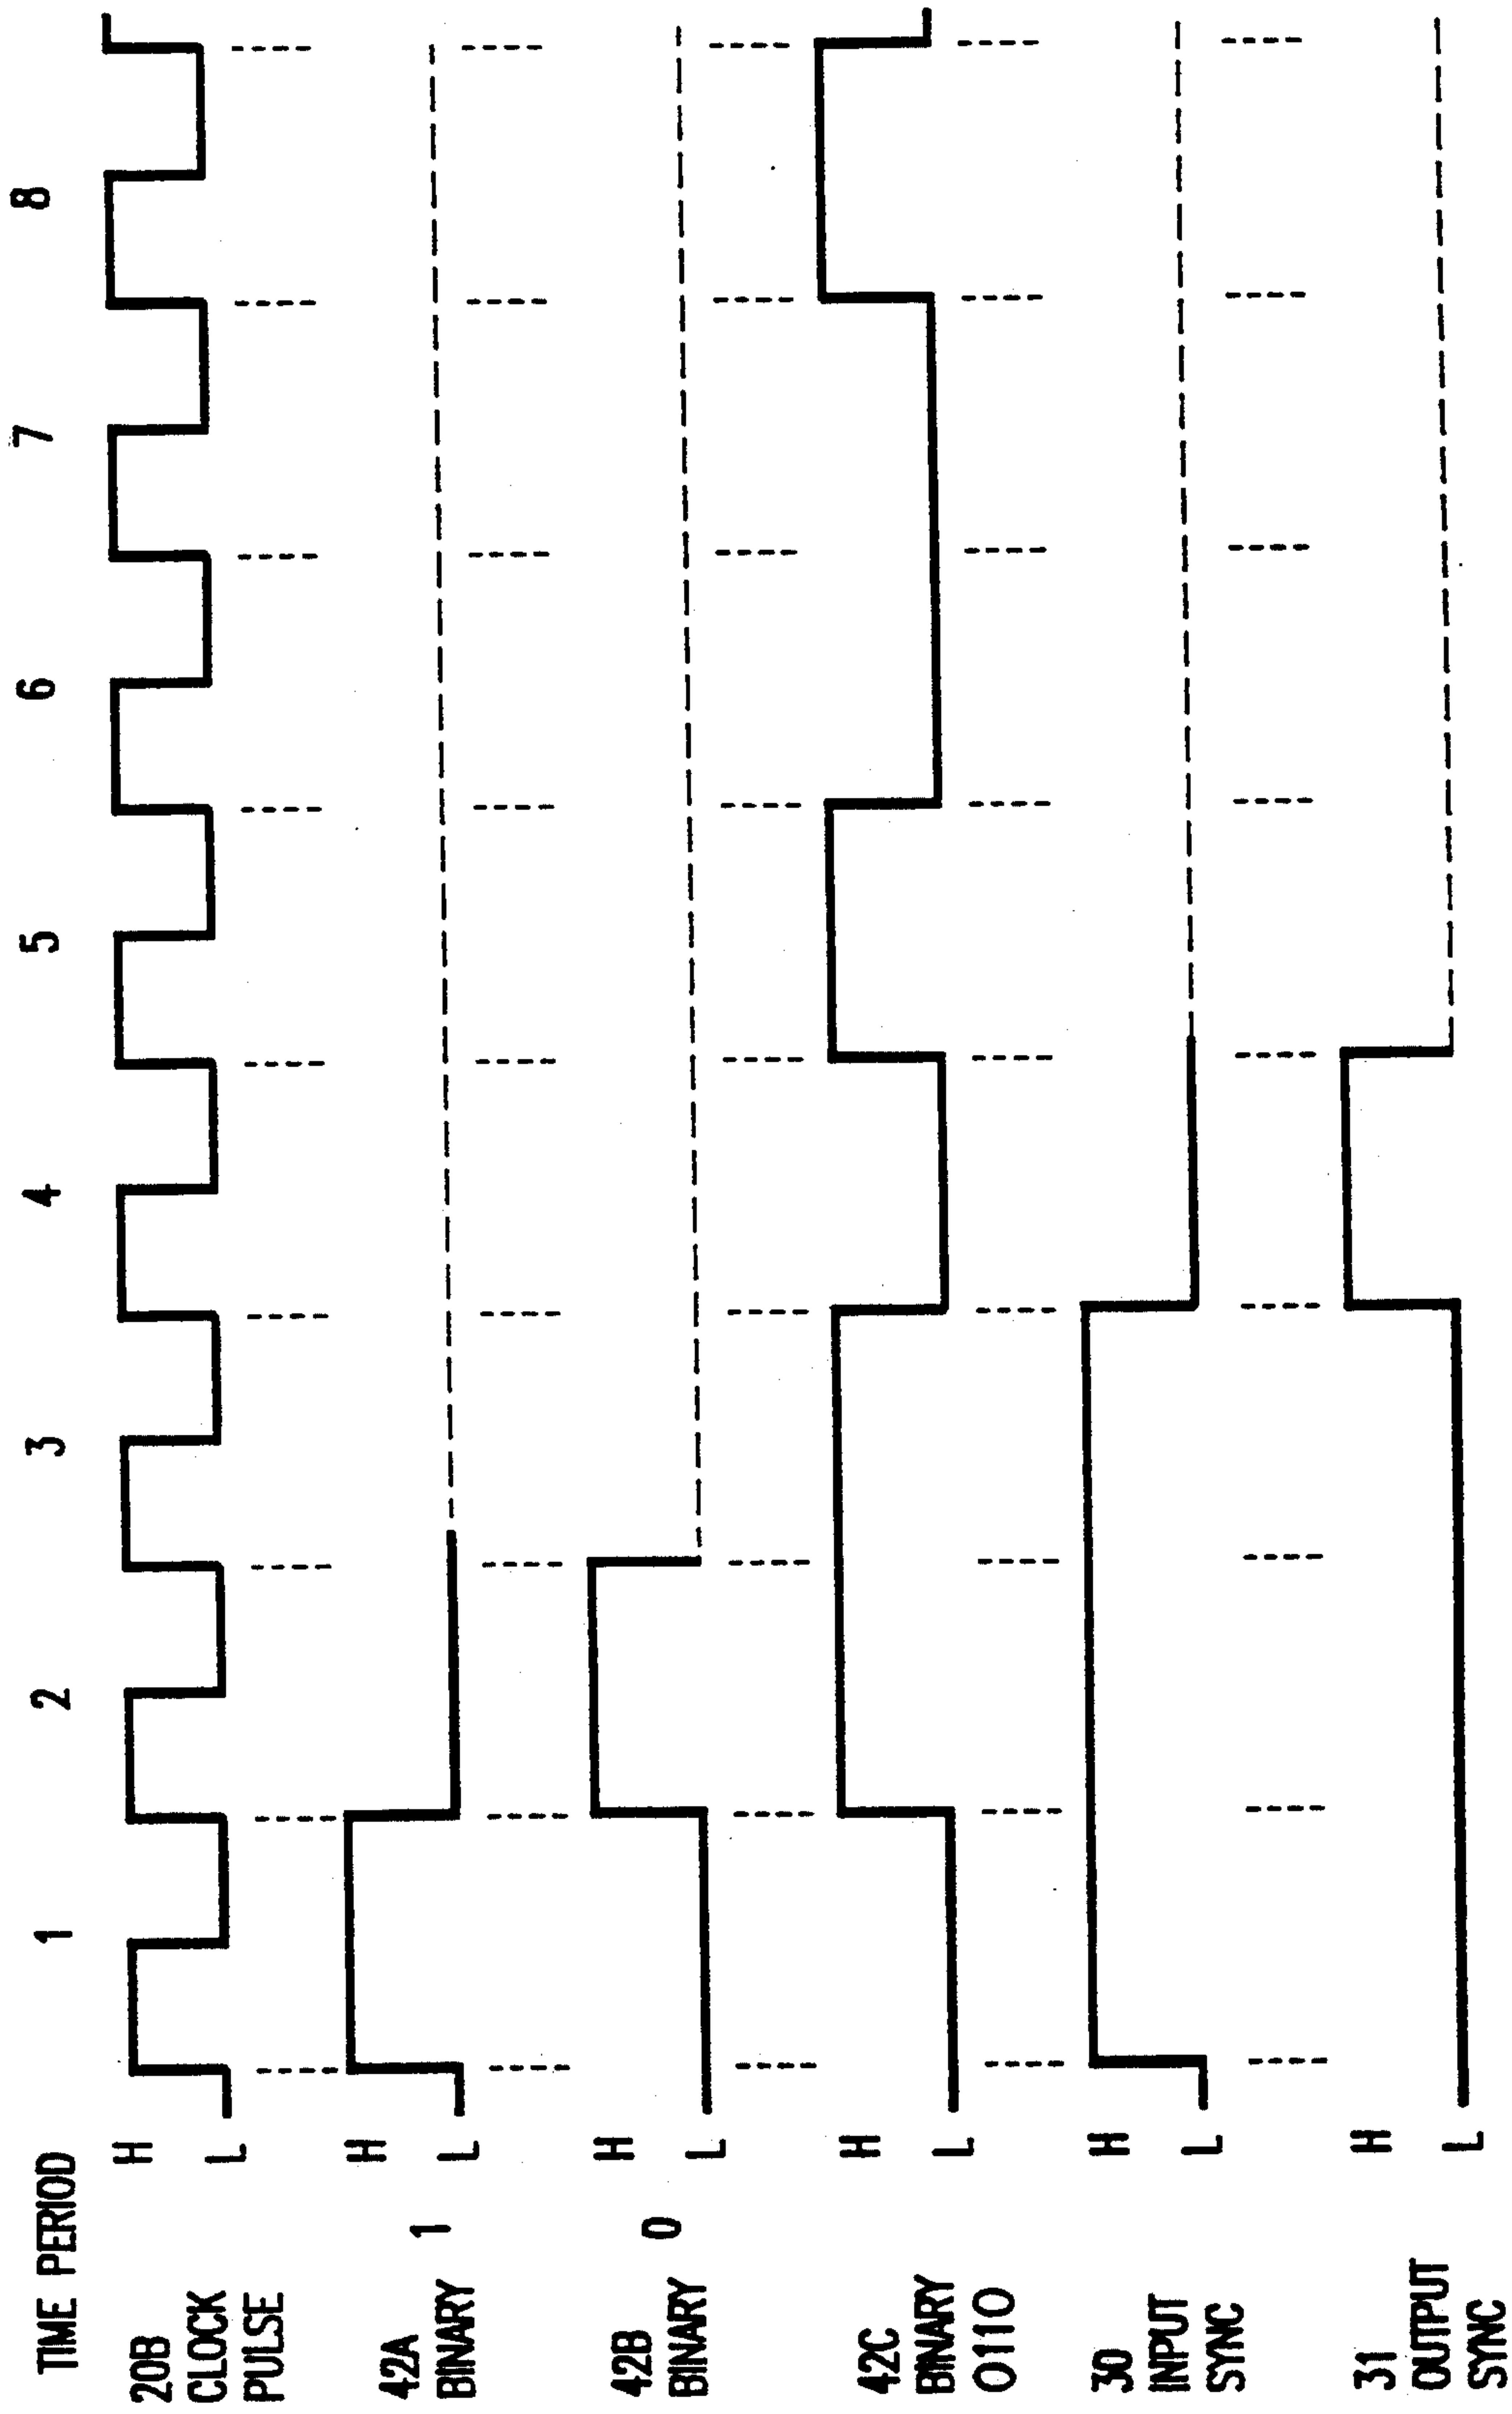 TIME PERIOD 1 2 3 4 5 6 7 8
20B
CLOCK
PULSE
H
L
42A
BINARY 1
H
L
42B
BINARY 0
H
L
42C
BINARY
0110
H
L
30
INPUT
SYNC
H
L
31
OUTPUT
SYNC
H
L